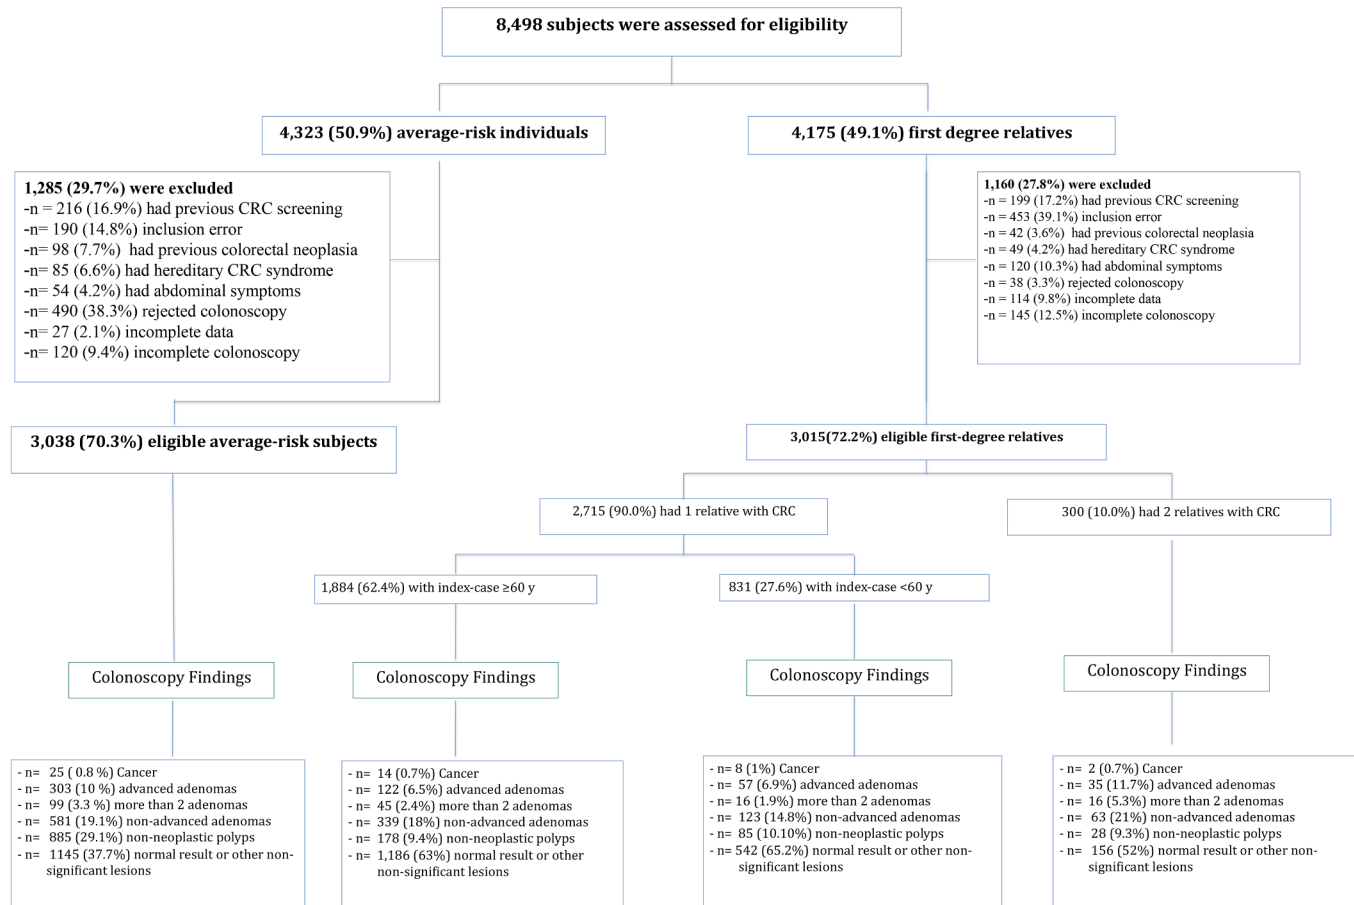 8,498 subjects were assessed for eligibility
4,323 (50.9%) average-risk individuals
4,175 (49.1%) first degree relatives
1,285 (29.7%) were excluded
-n = 216 (16.9%) had previous CRC screening
-n= 190 (14.8%) inclusion error
-n= 98 (7.7%) had previous colorectal neoplasia
-n= 85 (6.6%) had hereditary CRC syndrome
-n= 54 (4.2%) had abdominal symptoms
-n= 490 (38.3%) rejected colonoscopy
-n= 27 (2.1%) incomplete data
-n= 120 (9.4%) incomplete colonoscopy
1,160 (27.8%) were excluded
-n = 199 (17.2%) had previous CRC screening
-n = 453 (39.1%) inclusion error
-n = 42 (3.6%) had previous colorectal neoplasia
-n = 49 (4.2%) had hereditary CRC syndrome
-n = 120 (10.3%) had abdominal symptoms
-n = 38 (3.3%) rejected colonoscopy
-n = 114 (9.8%) incomplete data
-n = 145 (12.5%) incomplete colonoscopy
3,038 (70.3%) eligible average-risk subjects
3,015(72.2%) eligible first-degree relatives
2,715 (90.0%) had 1 relative with CRC
300 (10.0%) had 2 relatives with CRC
1,884 (62.4%) with index-case ≥60 y
831 (27.6%) with index-case <60 y
Colonoscopy Findings
Colonoscopy Findings
Colonoscopy Findings
Colonoscopy Findings
- n= 25 ( 0.8 %) Cancer
- n= 303 (10 %) advanced adenomas
- n= 99 (3.3 %) more than 2 adenomas
- n= 581 (19.1%) non-advanced adenomas
- n= 885 (29.1%) non-neoplastic polyps
- n= 1145 (37.7%) normal result or other non-
significant lesions
- n= 14 (0.7%) Cancer
- n= 122 (6.5%) advanced adenomas
- n= 45 (2.4%) more than 2 adenomas
- n= 339 (18%) non-advanced adenomas
- n= 178 (9.4%) non-neoplastic polyps
- n= 1,186 (63%) normal result or other
non-significant lesions
- n= 8 (1%) Cancer
- n= 57 (6.9%) advanced adenomas
- n= 16 (1.9%) more than 2 adenomas
- n= 123 (14.8%) non-advanced adenomas
- n= 85 (10.10%) non-neoplastic polyps
- n= 542 (65.2%) normal result or other non-
significant lesions
- n= 2 (0.7%) Cancer
- n= 35 (11.7%) advanced adenomas
- n= 16 (5.3%) more than 2 adenomas
- n= 63 (21%) non-advanced adenomas
- n= 28 (9.3%) non-neoplastic polyps
- n= 156 (52%) normal result or other non-
significant lesions